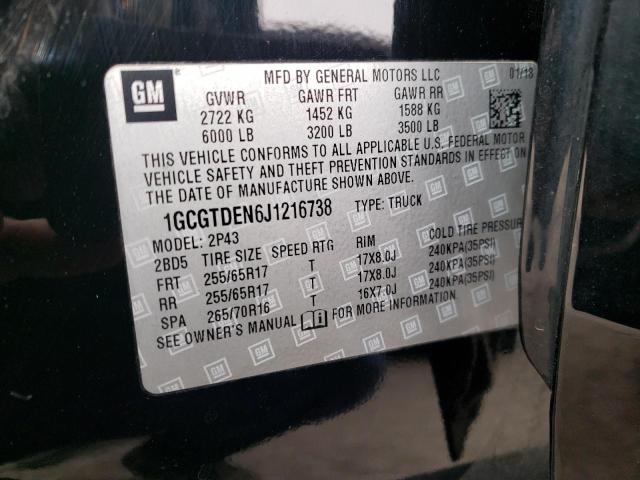 GM
MFD BY GENERAL MOTORS LLC 01/18
GVWR GAWR FRT GAWR RR
2722 KG 1452 KG 1588 KG
6000 LB 3200 LB 3500 LB
THIS VEHICLE CONFORMS TO ALL APPLICABLE U.S. FEDERAL MOTOR
VEHICLE SAFETY AND THEFT PREVENTION STANDARDS IN EFFECT ON
THE DATE OF MANUFACTURE SHOWN ABOVE.
1GCGTDEN6J1216738 TYPE: TRUCK
MODEL: 2P43
2BD5 TIRE SIZE SPEED RTG RIM COLD TIRE PRESSUR
FRT 255/65R17 T 17X8.0J 240KPA(35PSI)
RR 255/65R17 T 17X8.0J 240KPA(35PSI)
SPA 265/70R16 T 16X7.0J 240KPA(35PSI)
SEE OWNER'S MANUAL FOR MORE INFORMATION.